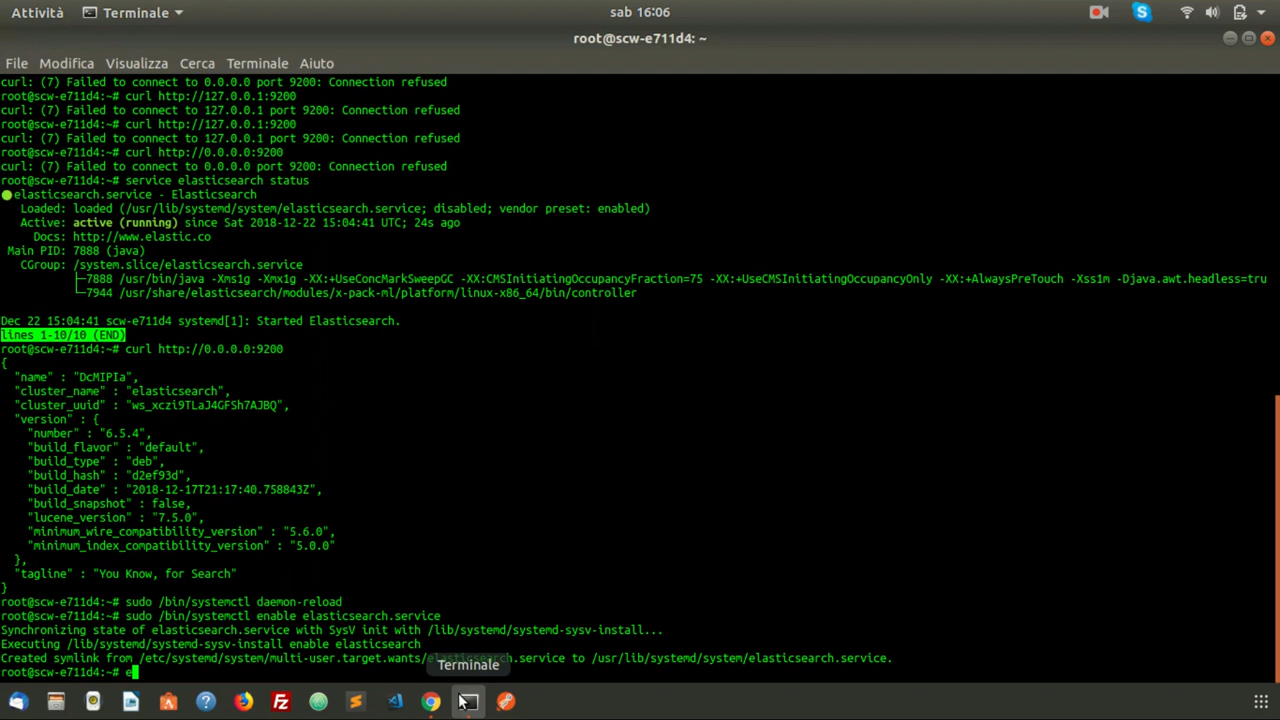 Attività Terminale sab 16:06
root@scw-e711d4: ~
File Modifica Visualizza Cerca Terminale Aiuto
curl: (7) Failed to connect to 0.0.0.0 port 9200: Connection refused
root@scw-e711d4:~# curl http://127.0.0.1:9200
curl: (7) Failed to connect to 127.0.0.1 port 9200: Connection refused
root@scw-e711d4:~# curl http://127.0.0.1:9200
curl: (7) Failed to connect to 127.0.0.1 port 9200: Connection refused
root@scw-e711d4:~# curl http://0.0.0.0:9200
curl: (7) Failed to connect to 0.0.0.0 port 9200: Connection refused
root@scw-e711d4:~# service elasticsearch status
● elasticsearch.service - Elasticsearch
Loaded: loaded (/usr/lib/systemd/system/elasticsearch.service; disabled; vendor preset: enabled)
Active: active (running) since Sat 2018-12-22 15:04:41 UTC; 24s ago
Docs: http://www.elastic.co
Main PID: 7888 (java)
CGroup: /system.slice/elasticsearch.service
├─7888 /usr/bin/java -Xms1g -Xmx1g -XX:+UseConcMarkSweepGC -XX:CMSInitiatingOccupancyFraction=75 -XX:+UseCMSInitiatingOccupancyOnly -XX:+AlwaysPreTouch -Xss1m -Djava.awt.headless=tru
└─7944 /usr/share/elasticsearch/modules/x-pack-ml/platform/linux-x86_64/bin/controller
Dec 22 15:04:41 scw-e711d4 systemd[1]: Started Elasticsearch.
lines 1-10/10 (END)
root@scw-e711d4:~# curl http://0.0.0.0:9200
{
"name" : "DcMIPIa",
"cluster_name" : "elasticsearch",
"cluster_uuid" : "ws_xczi9TLaJ4GFSh7AJBQ",
"version" : {
"number" : "6.5.4",
"build_flavor" : "default",
"build_type" : "deb",
"build_hash" : "d2ef93d",
"build_date" : "2018-12-17T21:17:40.758843Z",
"build_snapshot" : false,
"lucene_version" : "7.5.0",
"minimum_wire_compatibility_version" : "5.6.0",
"minimum_index_compatibility_version" : "5.0.0"
},
"tagline" : "You Know, for Search"
}
root@scw-e711d4:~# sudo /bin/systemctl daemon-reload
root@scw-e711d4:~# sudo /bin/systemctl enable elasticsearch.service
Synchronizing state of elasticsearch.service with SysV init with /lib/systemd/systemd-sysv-install...
Executing /lib/systemd/systemd-sysv-install enable elasticsearch
Created symlink from /etc/systemd/system/multi-user.target.wants/elasticsearch.service to /usr/lib/systemd/system/elasticsearch.service.
root@scw-e711d4:~# e
Terminale